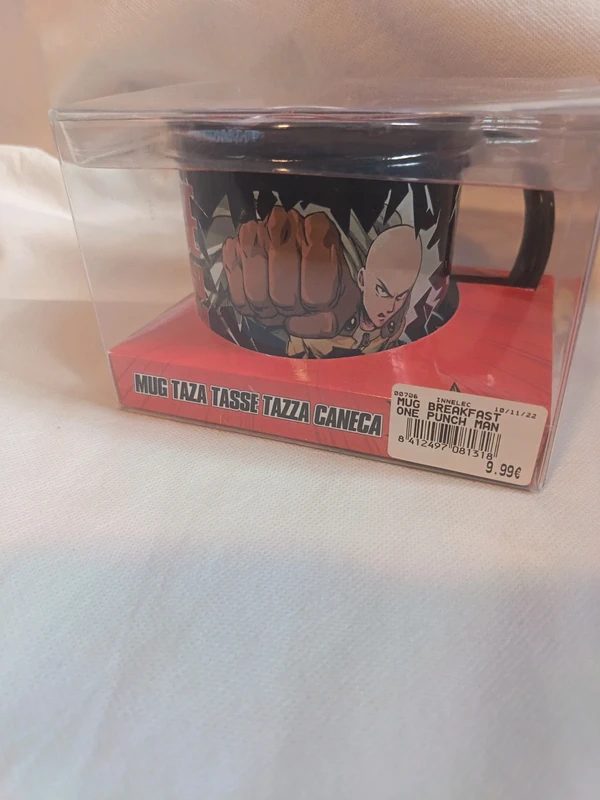 MUG TAZA TASSE TAZZA CANECA
00706 INNELEC 10/11/22
MUG BREAKFAST
ONE PUNCH MAN
8 412497 081318
9.99€